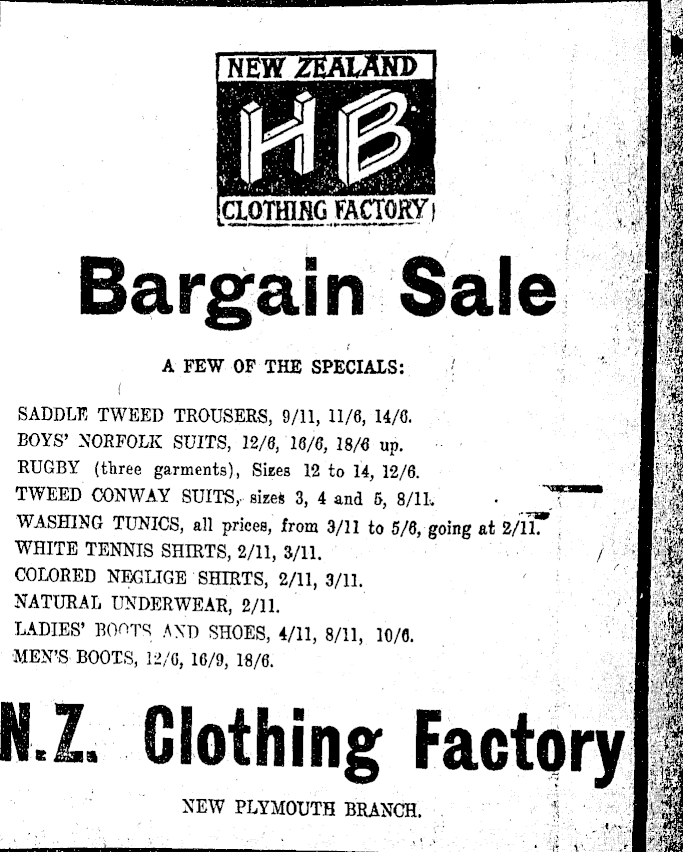 NEW ZEALAND
HB
CLOTHING FACTORY
Bargain Sale
A FEW OF THE SPECIALS:
SADDLE TWEED TROUSERS, 9/11, 11/6, 14/6.
BOYS' NORFOLK SUITS, 12/6, 16/6, 18/6 up.
RUGBY (three garments), Sizes 12 to 14, 12/6.
TWEED CONWAY SUITS, sizes 3, 4 and 5, 8/11.
WASHING TUNICS, all prices, from 3/11 to 5/6, going at 2/11.
WHITE TENNIS SHIRTS, 2/11, 3/11.
COLORED NEGLIGE SHIRTS, 2/11, 3/11.
NATURAL UNDERWEAR, 2/11.
LADIES' BOOTS AND SHOES, 4/11, 8/11, 10/6.
MEN'S BOOTS, 12/6, 16/9, 18/6.
N.Z. Clothing Factory
NEW PLYMOUTH BRANCH.